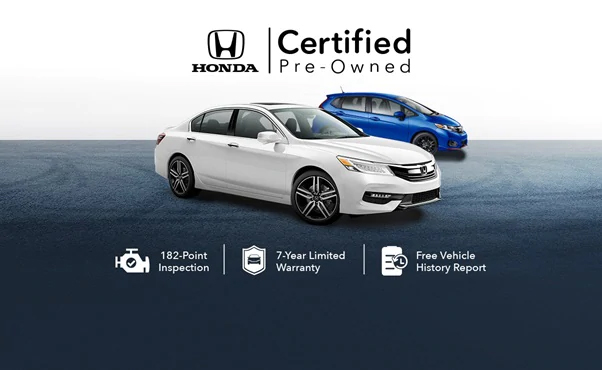 HONDA
Certified
Pre-Owned
182-Point
Inspection
7-Year Limited
Warranty
Free Vehicle
History Report